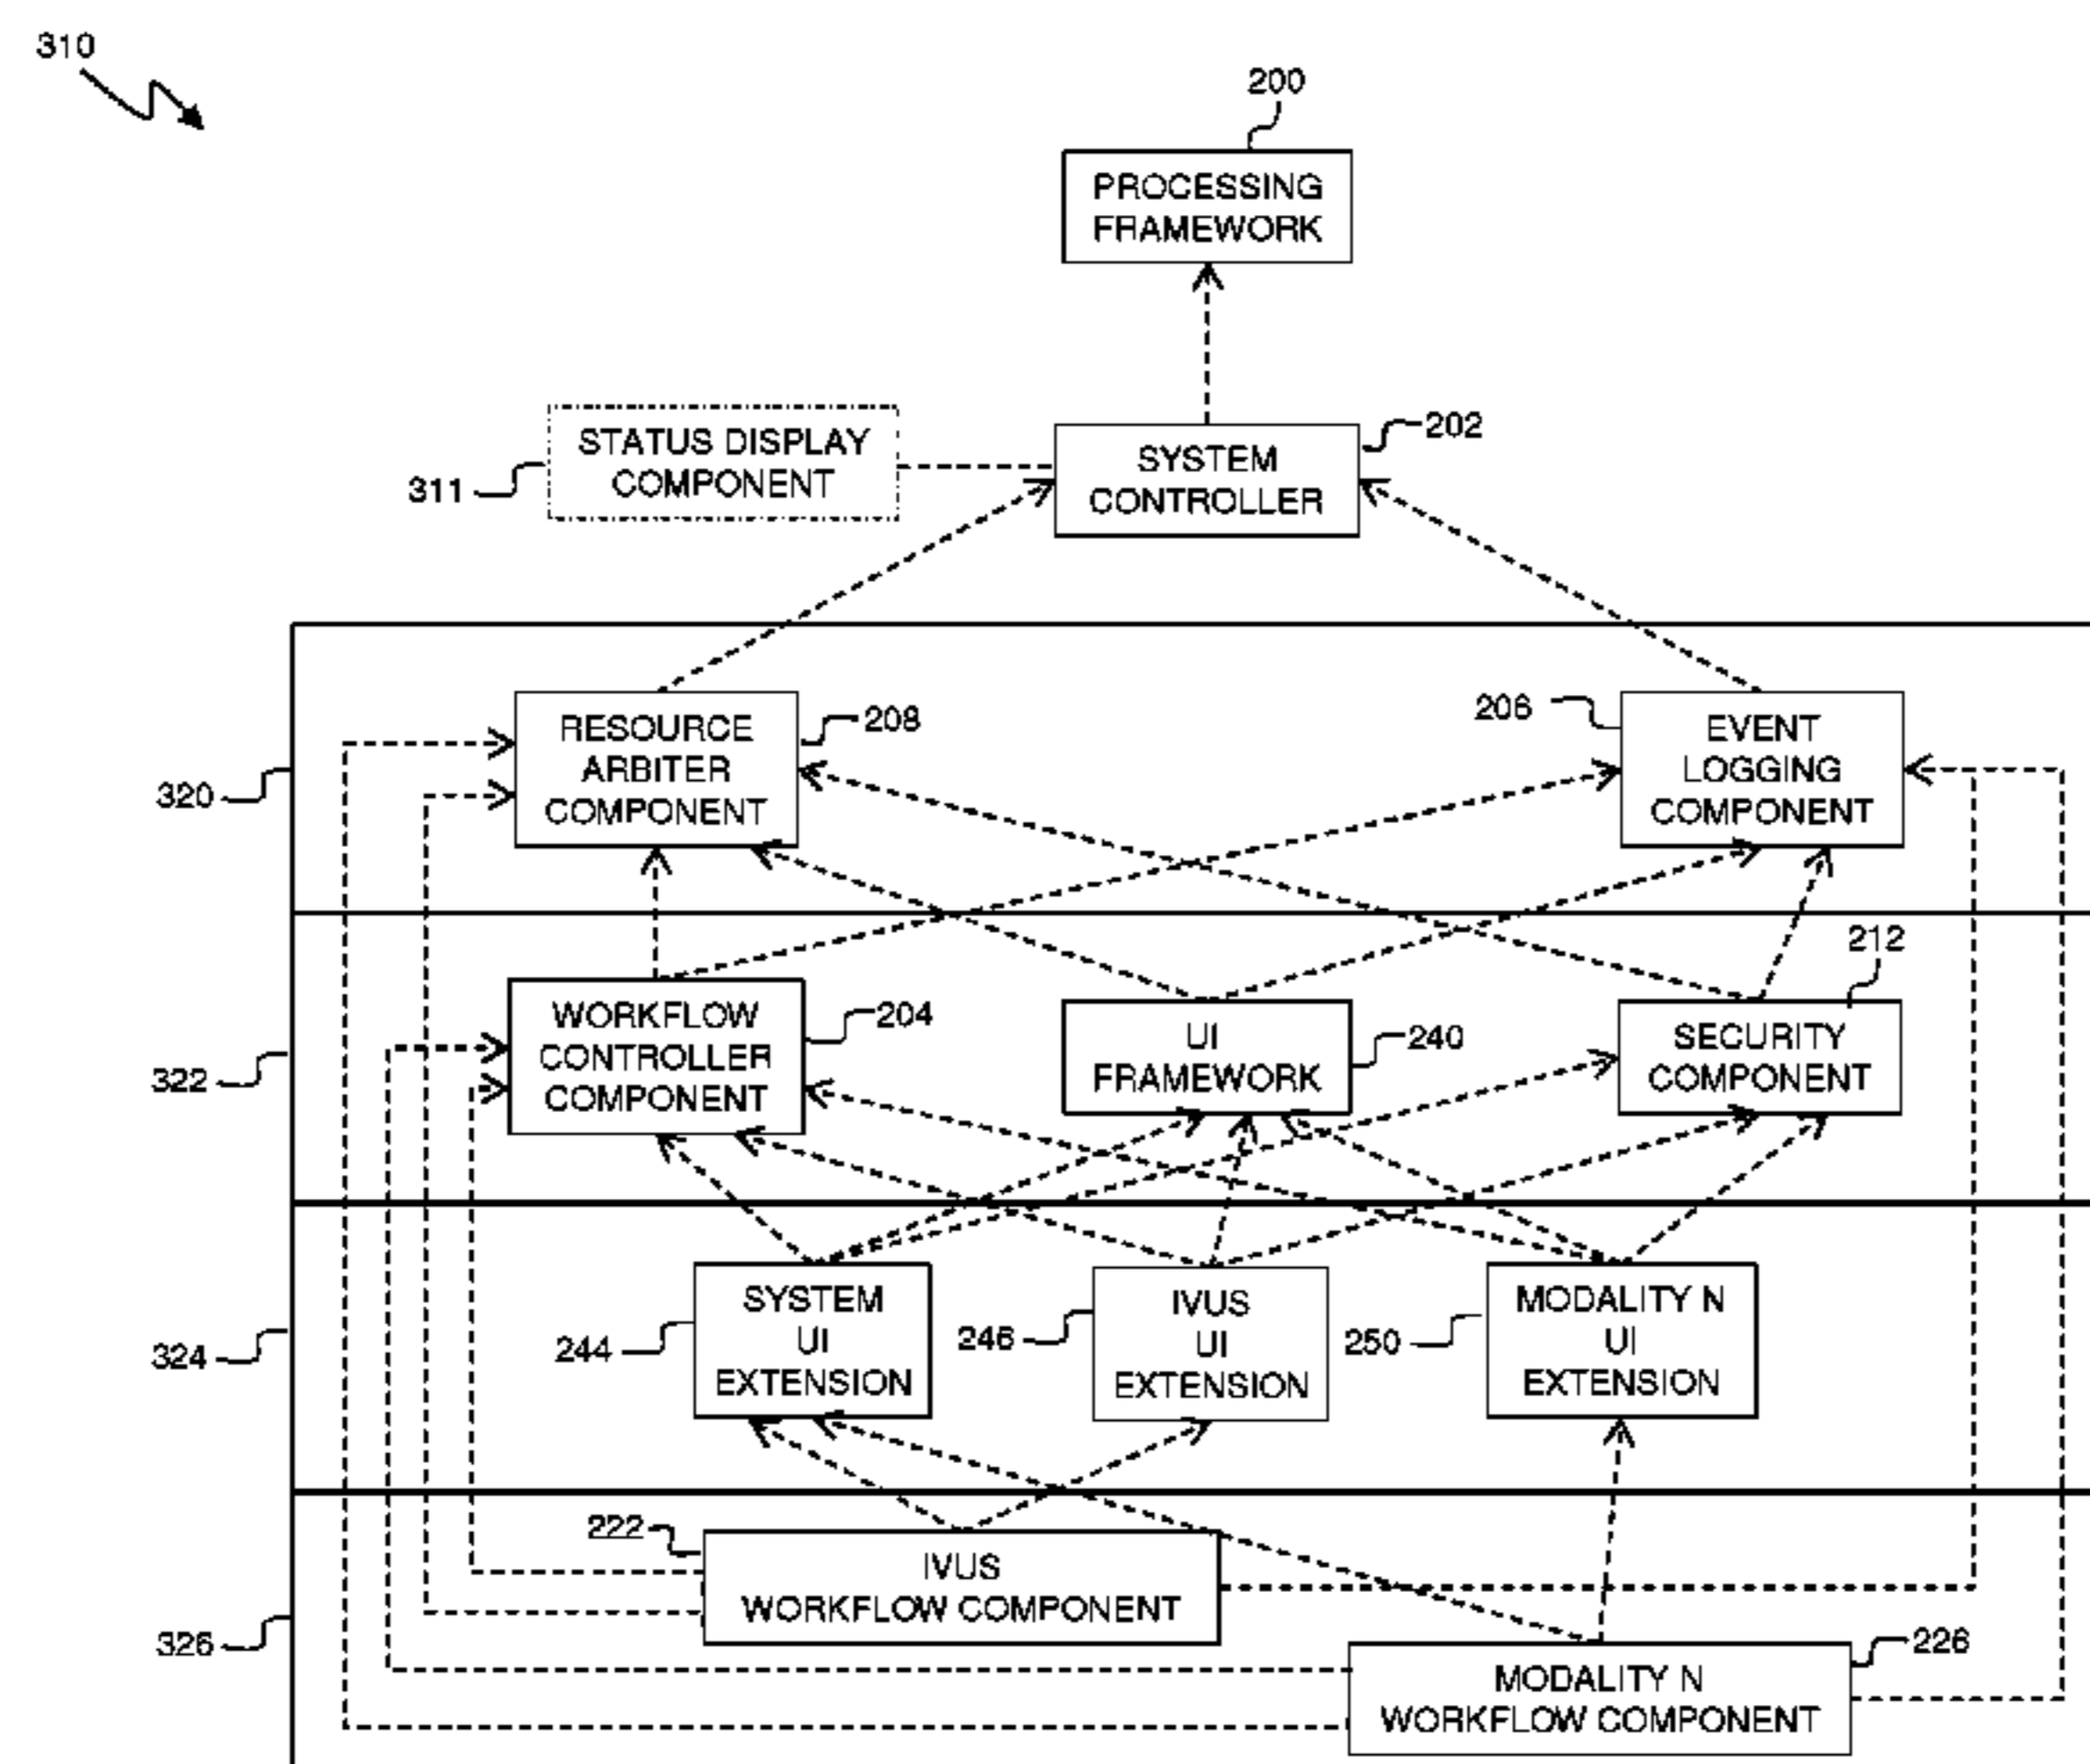 310
200
PROCESSING
FRAMEWORK
202
STATUS DISPLAY
COMPONENT
311
SYSTEM
CONTROLLER
320
RESOURCE
ARBITER
COMPONENT
208
206
EVENT
LOGGING
COMPONENT
322
WORKFLOW
CONTROLLER
COMPONENT
204
UI
FRAMEWORK
240
212
SECURITY
COMPONENT
324
244
SYSTEM
UI
EXTENSION
246
IVUS
UI
EXTENSION
250
MODALITY N
UI
EXTENSION
326
222
IVUS
WORKFLOW COMPONENT
226
MODALITY N
WORKFLOW COMPONENT